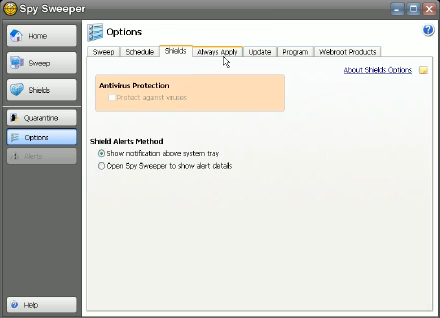 Spy Sweeper
Home
Sweep
Shields
Quarantine
Options
Alerts
Help
Options
Sweep Schedule Shields Always Apply Update Program Webroot Products
About Shields Options
Antivirus Protection
Protect against viruses
Shield Alerts Method
Show notification above system tray
Open Spy Sweeper to show alert details